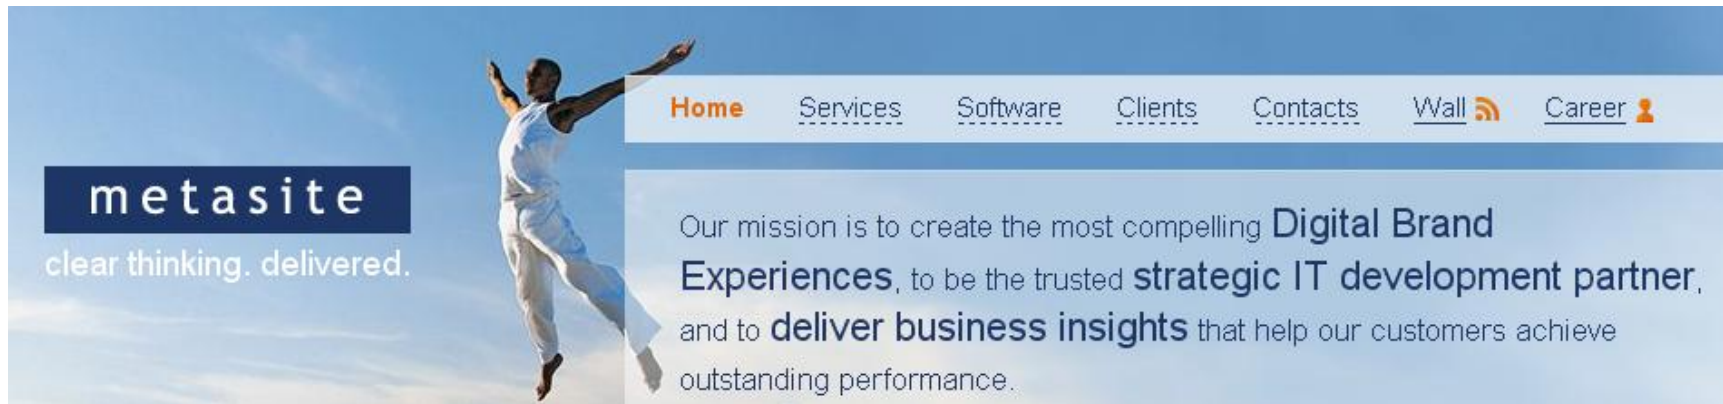 Home Services Software Clients Contacts Wall Career
metasite
clear thinking. delivered.
Our mission is to create the most compelling Digital Brand
Experiences, to be the trusted strategic IT development partner,
and to deliver business insights that help our customers achieve
outstanding performance.